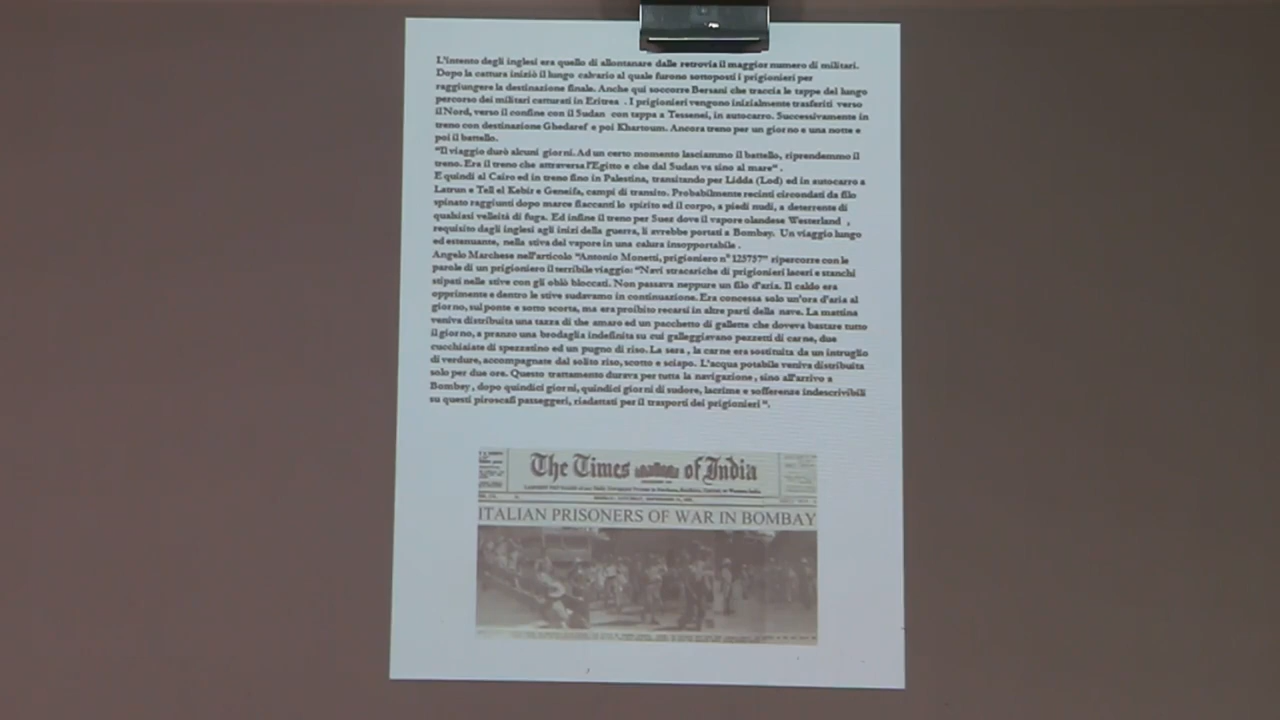 L'intento degli inglesi era quello di allontanare dalle retrovia il maggior numero di militari.
Dopo la cattura iniziò il lungo calvario al quale furono sottoposti i prigionieri per
raggiungere la destinazione finale. Anche qui soccorre Bersani che traccia le tappe del lungo
percorso dei militari catturati in Eritrea . I prigionieri vengono inizialmente trasferiti verso
il Nord, verso il confine con il Sudan con tappa a Tessenei, in autocarro. Successivamente in
treno con destinazione Ghedaref e poi Khartoum. Ancora treno per un giorno e una notte e
poi il battello.
"Il viaggio durò alcuni giorni. Ad un certo momento lasciammo il battello, riprendemmo il
treno. Era il treno che attraversa l'Egitto e che dal Sudan va sino al mare" .
E quindi al Cairo ed in treno fino in Palestina, transitando per Lidda (Lod) ed in autocarro a
Latrun e Tell el Kebir e Geneifa, campi di transito. Probabilmente recinti circondati da filo
spinato raggiunti dopo marce fiaccanti lo spirito ed il corpo, a piedi nudi, a deterrente di
qualsiasi velleità di fuga. Ed infine il treno per Suez dove il vapore olandese Westerland ,
requisito dagli inglesi agli inizi della guerra, li avrebbe portati a Bombay. Un viaggio lungo
ed estenuante, nella stiva del vapore in una calura insopportabile .
Angelo Marchese nell'articolo "Antonio Monetti, prigioniero n° 125757" ripercorre con le
parole di un prigioniero il terribile viaggio: "Navi stracariche di prigionieri laceri e stanchi
stipati nelle stive con gli oblò bloccati. Non passava neppure un filo d'aria. Il caldo era
opprimente e dentro le stive sudavamo in continuazione. Era concessa solo un'ora d'aria al
giorno, sul ponte e sotto scorta, ma era proibito recarsi in altre parti della nave. La mattina
veniva distribuita una tazza di the amaro ed un pacchetto di gallette che doveva bastare tutto
il giorno, a pranzo una brodaglia indefinita su cui galleggiavano pezzetti di carne, due
cucchiaiate di spezzatino ed un pugno di riso. La sera , la carne era sostituita da un intruglio
di verdure, accompagnate dal solito riso, scotto e sciapo. L'acqua potabile veniva distribuita
solo per due ore. Questo trattamento durava per tutta la navigazione , sino all'arrivo a
Bombay , dopo quindici giorni, quindici giorni di sudore, lacrime e sofferenze indescrivibili
su questi piroscafi passeggeri, riadattati per il trasporti dei prigionieri ".
The Times of India
ITALIAN PRISONERS OF WAR IN BOMBAY